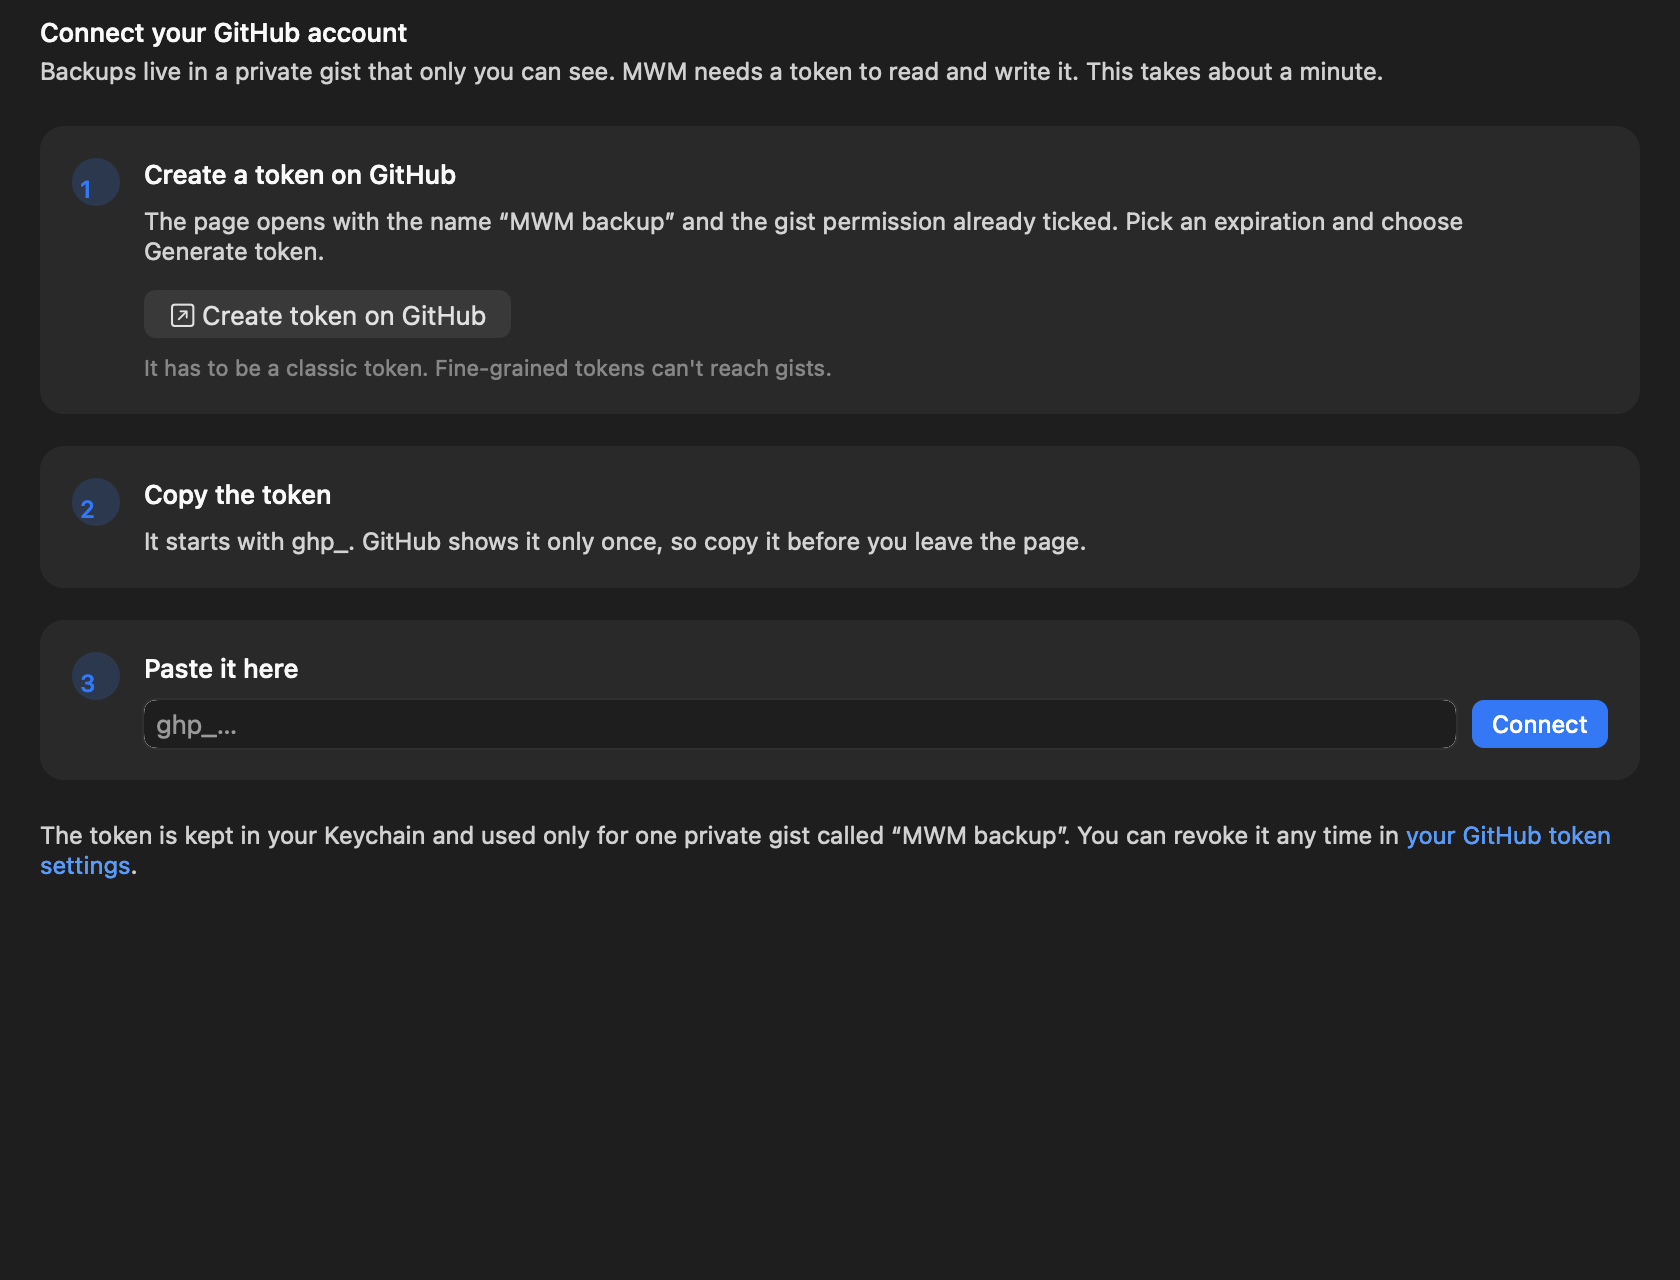 Connect your GitHub account
Backups live in a private gist that only you can see. MWM needs a token to read and write it. This takes about a minute.
1
Create a token on GitHub
The page opens with the name “MWM backup” and the gist permission already ticked. Pick an expiration and choose
Generate token.
Create token on GitHub
It has to be a classic token. Fine-grained tokens can't reach gists.
2
Copy the token
It starts with ghp_. GitHub shows it only once, so copy it before you leave the page.
3
Paste it here
ghp_...
Connect
The token is kept in your Keychain and used only for one private gist called “MWM backup”. You can revoke it any time in your GitHub token
settings.